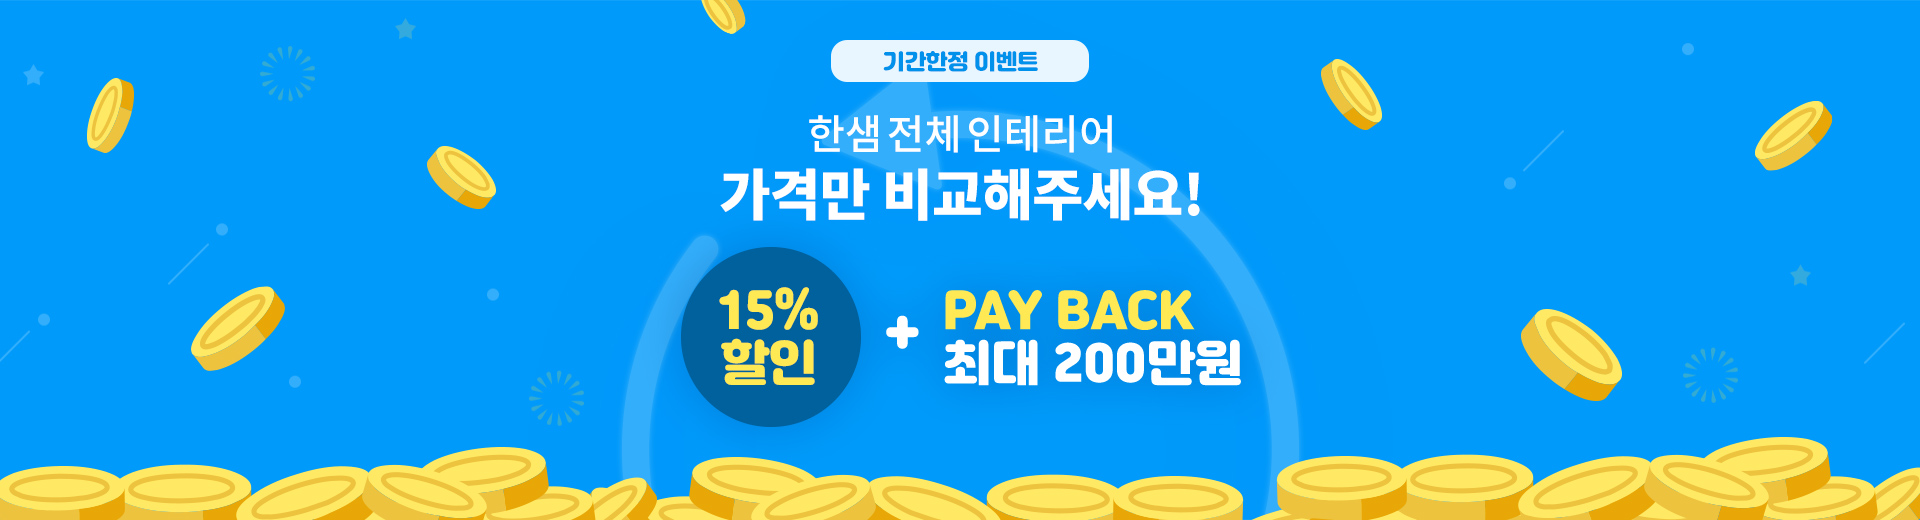 기간한정 이벤트
한샘 전체 인테리어
가격만 비교해주세요!
15%
할인
+
PAY BACK
최대 200만원